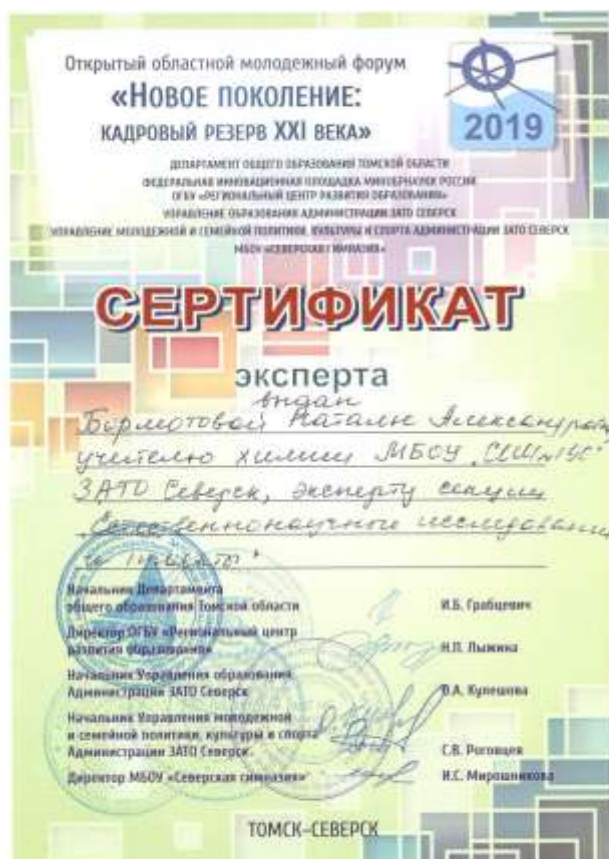 Открытый областной молодежный форум
«НОВОЕ ПОКОЛЕНИЕ:
КАДРОВЫЙ РЕЗЕРВ XXI ВЕКА»
2019
ДЕПАРТАМЕНТ ОБЩЕГО ОБРАЗОВАНИЯ ТОМСКОЙ ОБЛАСТИ
ФЕДЕРАЛЬНАЯ ИННОВАЦИОННАЯ ПЛОЩАДКА МИНОБРНАУКИ РОССИИ
ОГБУ «РЕГИОНАЛЬНЫЙ ЦЕНТР РАЗВИТИЯ ОБРАЗОВАНИЯ»
УПРАВЛЕНИЕ ОБРАЗОВАНИЯ АДМИНИСТРАЦИИ ЗАТО СЕВЕРСК
УПРАВЛЕНИЕ МОЛОДЕЖНОЙ И СЕМЕЙНОЙ ПОЛИТИКИ, КУЛЬТУРЫ И СПОРТА АДМИНИСТРАЦИИ ЗАТО СЕВЕРСК
МБОУ «СЕВЕРСКАЯ ГИМНАЗИЯ»
СЕРТИФИКАТ
эксперта
выдан
Бормотовой Наталье
учителю химии МБОУ
ЗАТО Северск, эксперту секции
"Естественнонаучные исследования
и проекты"
Начальник Департамента
общего образования Томской области И.Б. Грабцевич
Директор ОГБУ «Региональный центр
развития образования» Н.П. Лыжина
Начальник Управления образования
Администрации ЗАТО Северск О.А. Кулешова
Начальник Управления молодежной
и семейной политики, культуры и спорта
Администрации ЗАТО Северск С.В. Роговцев
Директор МБОУ «Северская гимназия» И.С. Мирошникова
ТОМСК-СЕВЕРСК